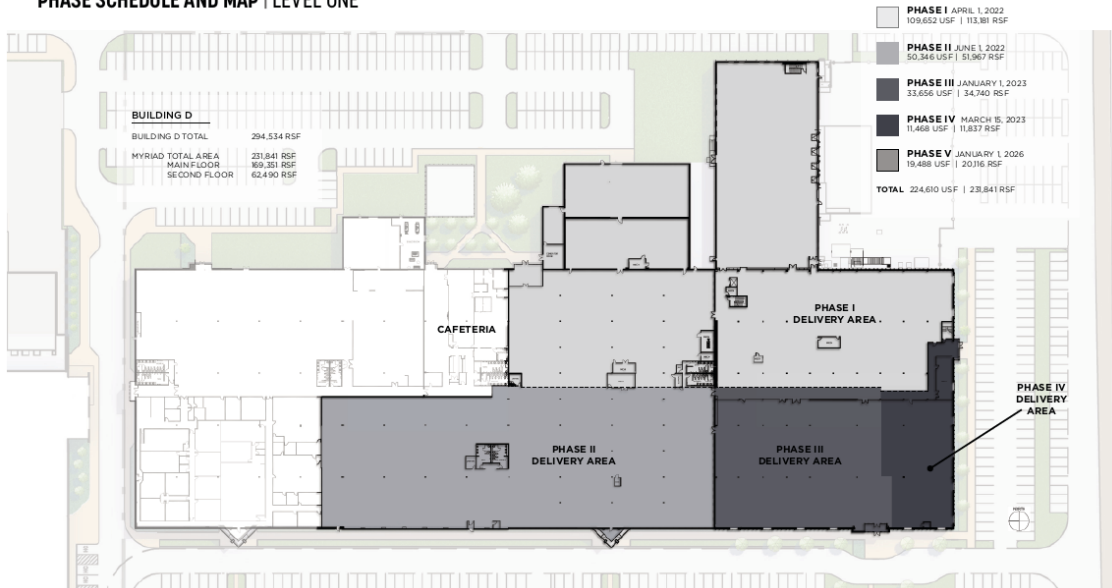 PHASE SCHEDULE AND MAP | LEVEL ONE
PHASE I APRIL 1, 2022
109,652 USF | 113,181 RSF
PHASE II JUNE 1, 2022
50,346 USF | 51,967 RSF
PHASE III JANUARY 1, 2023
33,656 USF | 34,740 RSF
PHASE IV MARCH 15, 2023
11,468 USF | 11,837 RSF
PHASE V JANUARY 1, 2026
19,488 USF | 20,116 RSF
TOTAL 224,610 USF | 231,841 RSF
BUILDING D
BUILDING D TOTAL 294,534 RSF
MYRIAD TOTAL AREA 231,841 RSF
MAIN FLOOR 169,351 RSF
SECOND FLOOR 62,490 RSF
PHASE I
DELIVERY AREA
CAFETERIA
PHASE IV
DELIVERY
AREA
PHASE II
DELIVERY AREA
PHASE III
DELIVERY AREA
NORTH